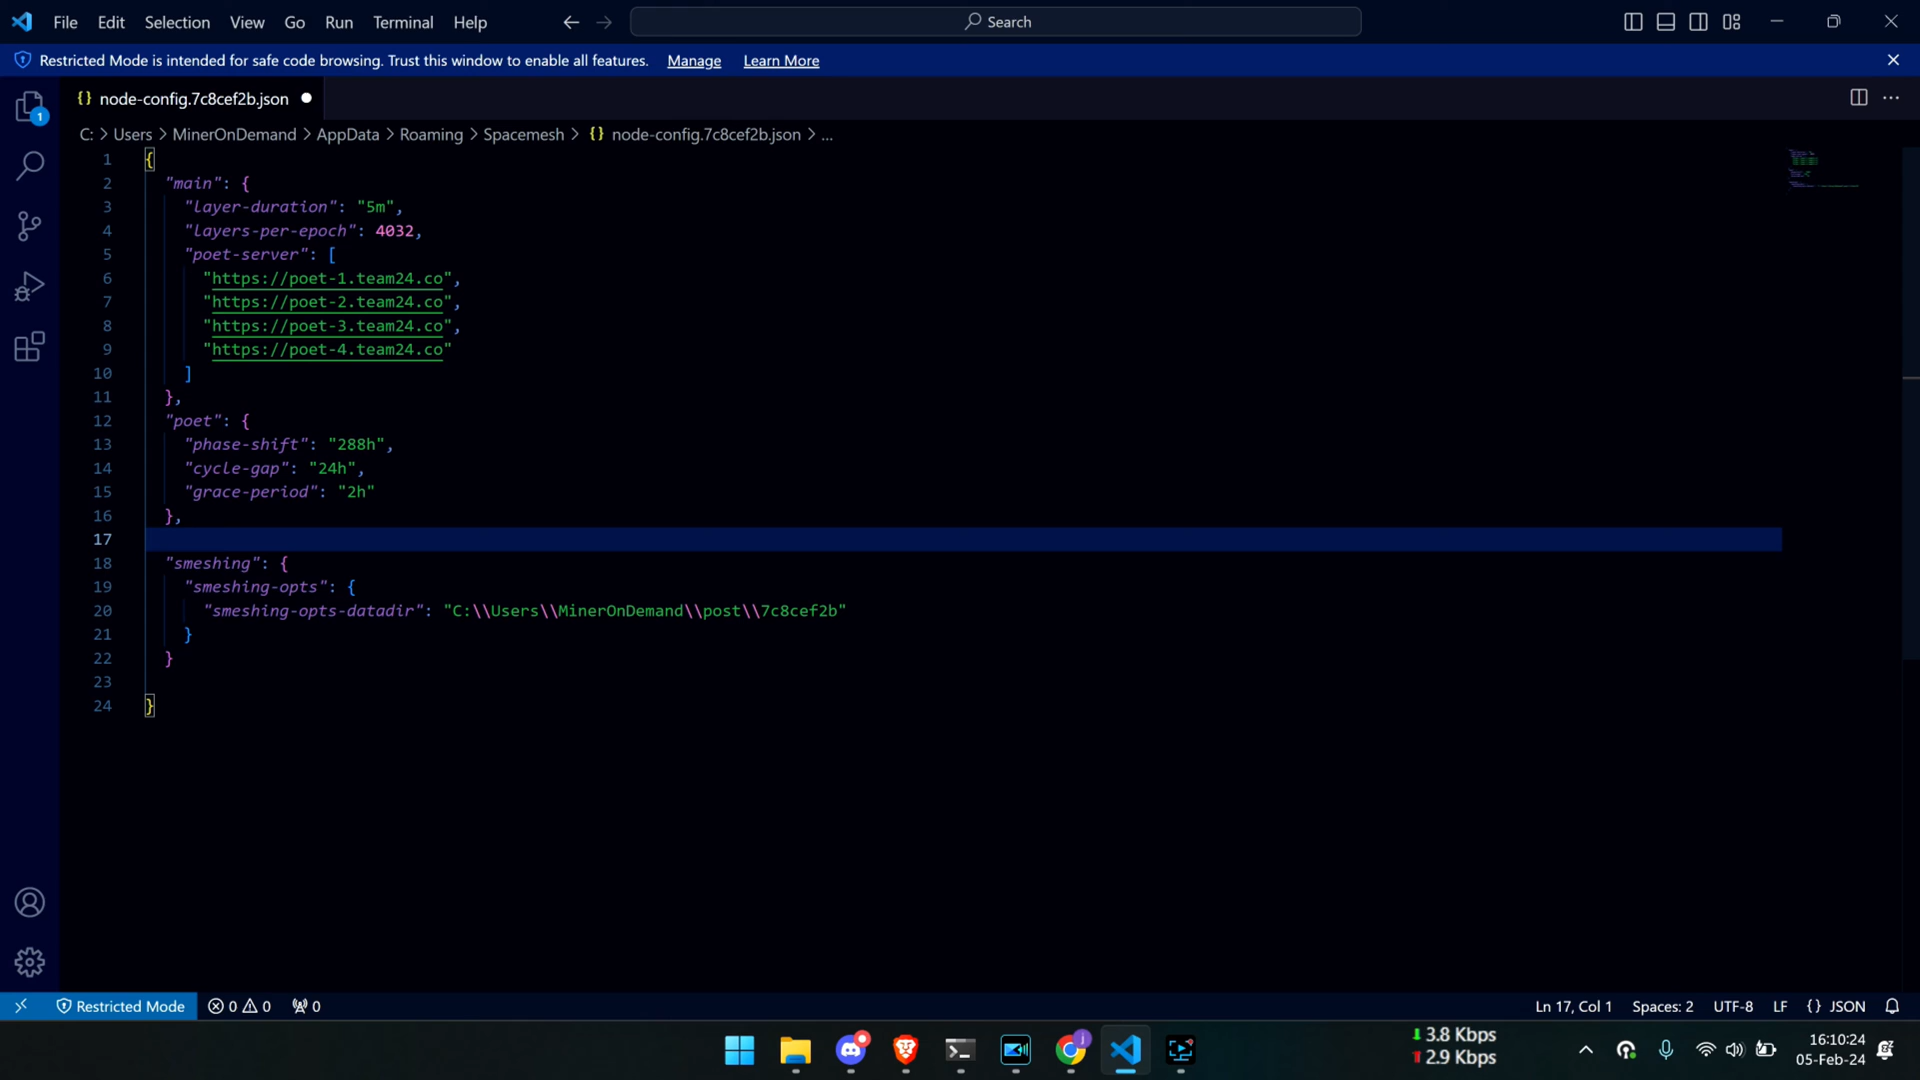 File Edit Selection View Go Run Terminal Help Search
Restricted Mode is intended for safe code browsing. Trust this window to enable all features. Manage Learn More
{} node-config.7c8cef2b.json
C: > Users > MinerOnDemand > AppData > Roaming > Spacemesh > {} node-config.7c8cef2b.json > ...
1 {
2 "main": {
3 "layer-duration": "5m",
4 "layers-per-epoch": 4032,
5 "poet-server": [
6 "https://poet-1.team24.co",
7 "https://poet-2.team24.co",
8 "https://poet-3.team24.co",
9 "https://poet-4.team24.co"
10 ]
11 },
12 "poet": {
13 "phase-shift": "288h",
14 "cycle-gap": "24h",
15 "grace-period": "2h"
16 },
17
18 "smeshing": {
19 "smeshing-opts": {
20 "smeshing-opts-datadir": "C:\\Users\\MinerOnDemand\\post\\7c8cef2b"
21 }
22 }
23
24 }
1
Restricted Mode 0 0 0 Ln 17, Col 1 Spaces: 2 UTF-8 LF {} JSON
3.8 Kbps
2.9 Kbps
16:10:24
05-Feb-24